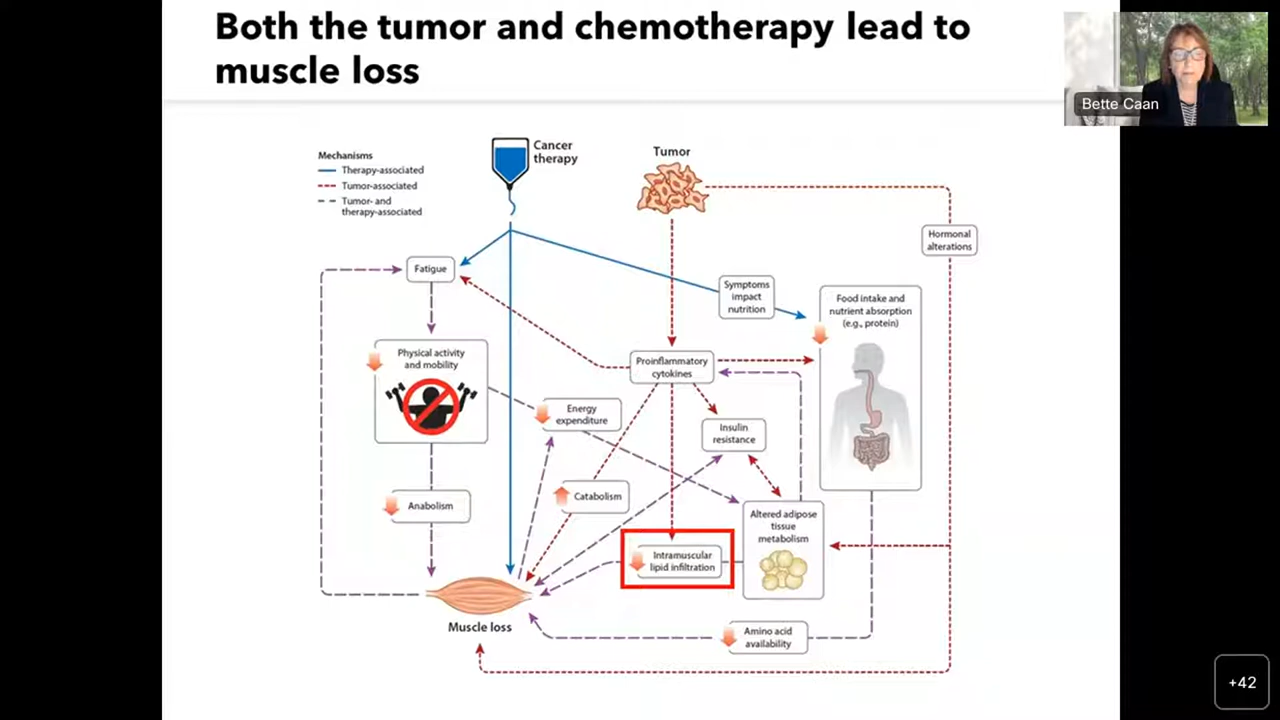 Both the tumor and chemotherapy lead to
muscle loss
Bette Caan
Mechanisms
Therapy-associated
Tumor-associated
Tumor- and
therapy-associated
Cancer
therapy
Tumor
Hormonal
alterations
Fatigue
Symptoms
impact
nutrition
Food intake and
nutrient absorption
(e.g., protein)
Physical activity
and mobility
Proinflammatory
cytokines
Energy
expenditure
Insulin
resistance
Catabolism
Anabolism
Altered adipose
tissue
metabolism
Intramuscular
lipid infiltration
Muscle loss
Amino acid
availability
+42